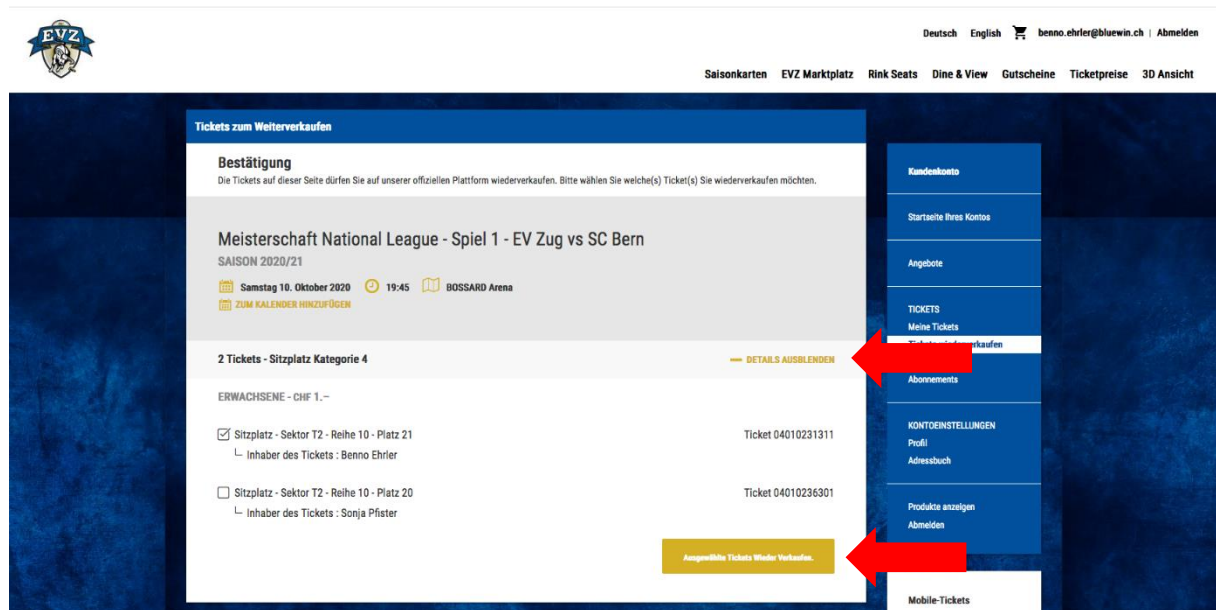 EVZ
Deutsch English benno.ehrler@bluewin.ch | Abmelden
Saisonkarten EVZ Marktplatz Rink Seats Dine & View Gutscheine Ticketpreise 3D Ansicht
Tickets zum Weiterverkaufen
Bestätigung
Die Tickets auf dieser Seite dürfen Sie auf unserer offiziellen Plattform wiederverkaufen. Bitte wählen Sie welche(s) Ticket(s) Sie wiederverkaufen möchten.
Meisterschaft National League - Spiel 1 - EV Zug vs SC Bern
SAISON 2020/21
Samstag 10. Oktober 2020 19:45 BOSSARD Arena
ZUM KALENDER HINZUFÜGEN
2 Tickets - Sitzplatz Kategorie 4 DETAILS AUSBLENDEN
ERWACHSENE - CHF 1.–
Sitzplatz - Sektor T2 - Reihe 10 - Platz 21 Ticket 04010231311
Inhaber des Tickets : Benno Ehrler
Sitzplatz - Sektor T2 - Reihe 10 - Platz 20 Ticket 04010236301
Inhaber des Tickets : Sonja Pfister
Ausgewählte Tickets Wieder Verkaufen.
Kundenkonto
Startseite Ihres Kontos
Angebote
TICKETS
Meine Tickets
Tickets wiederverkaufen
Abonnements
KONTOEINSTELLUNGEN
Profil
Adressbuch
Produkte anzeigen
Abmelden
Mobile-Tickets